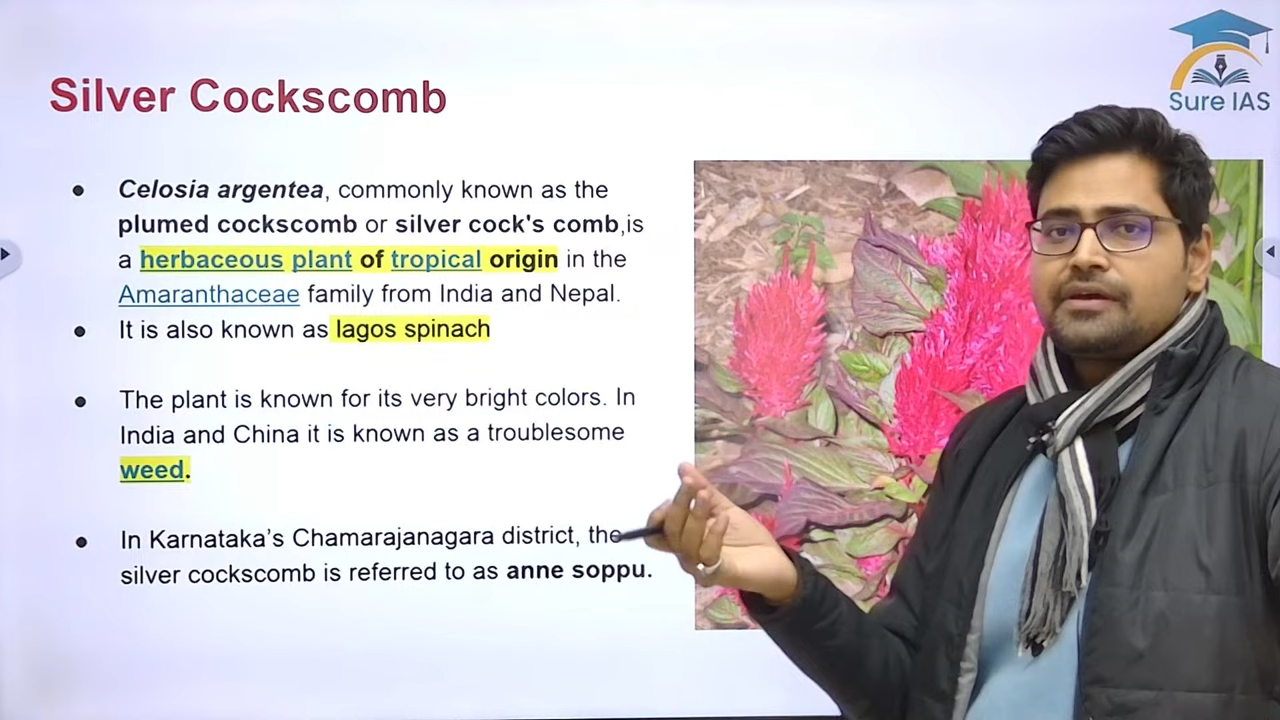 Sure IAS
Silver Cockscomb
Celosia argentea, commonly known as the
plumed cockscomb or silver cock's comb,is
a herbaceous plant of tropical origin in the
Amaranthaceae family from India and Nepal.
It is also known as lagos spinach
The plant is known for its very bright colors. In
India and China it is known as a troublesome
weed.
In Karnataka’s Chamarajanagara district, the
silver cockscomb is referred to as anne soppu.